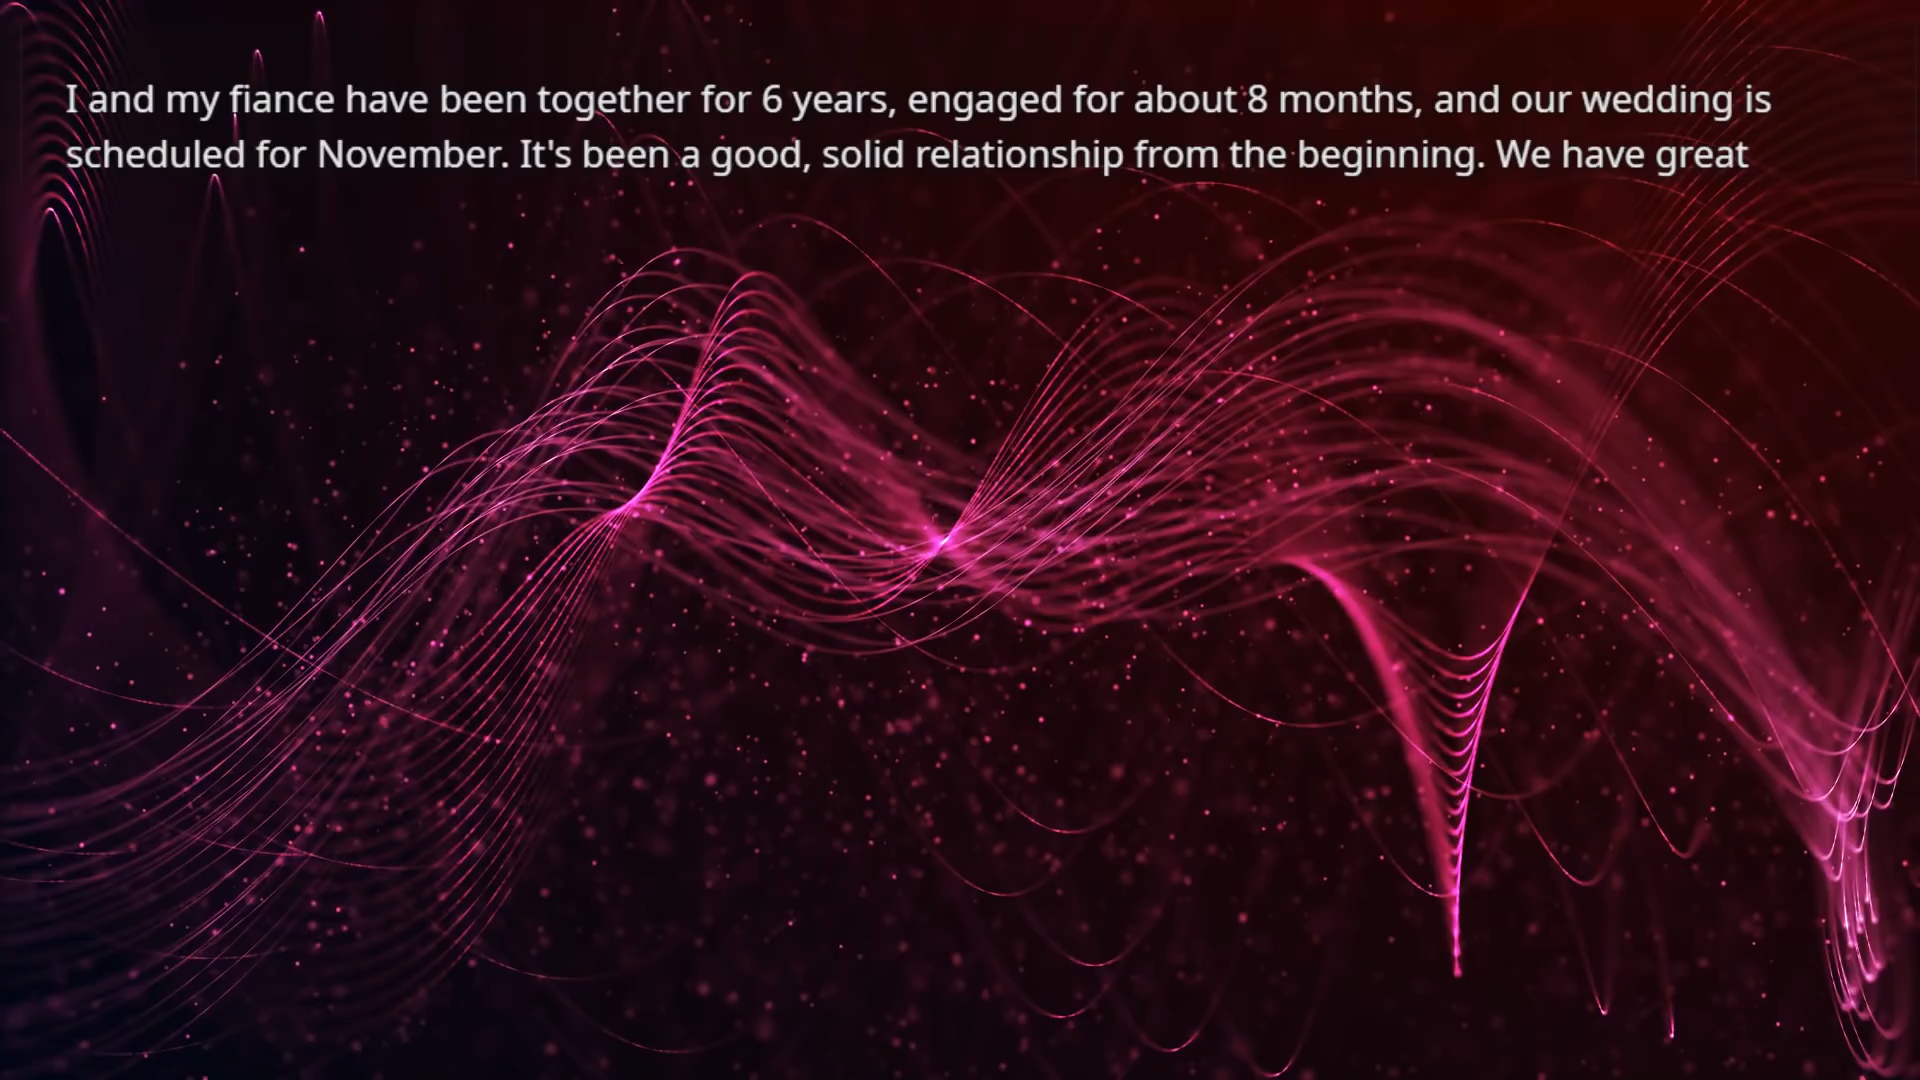 I and my fiance have been together for 6 years, engaged for about 8 months, and our wedding is
scheduled for November. It's been a good, solid relationship from the beginning. We have great